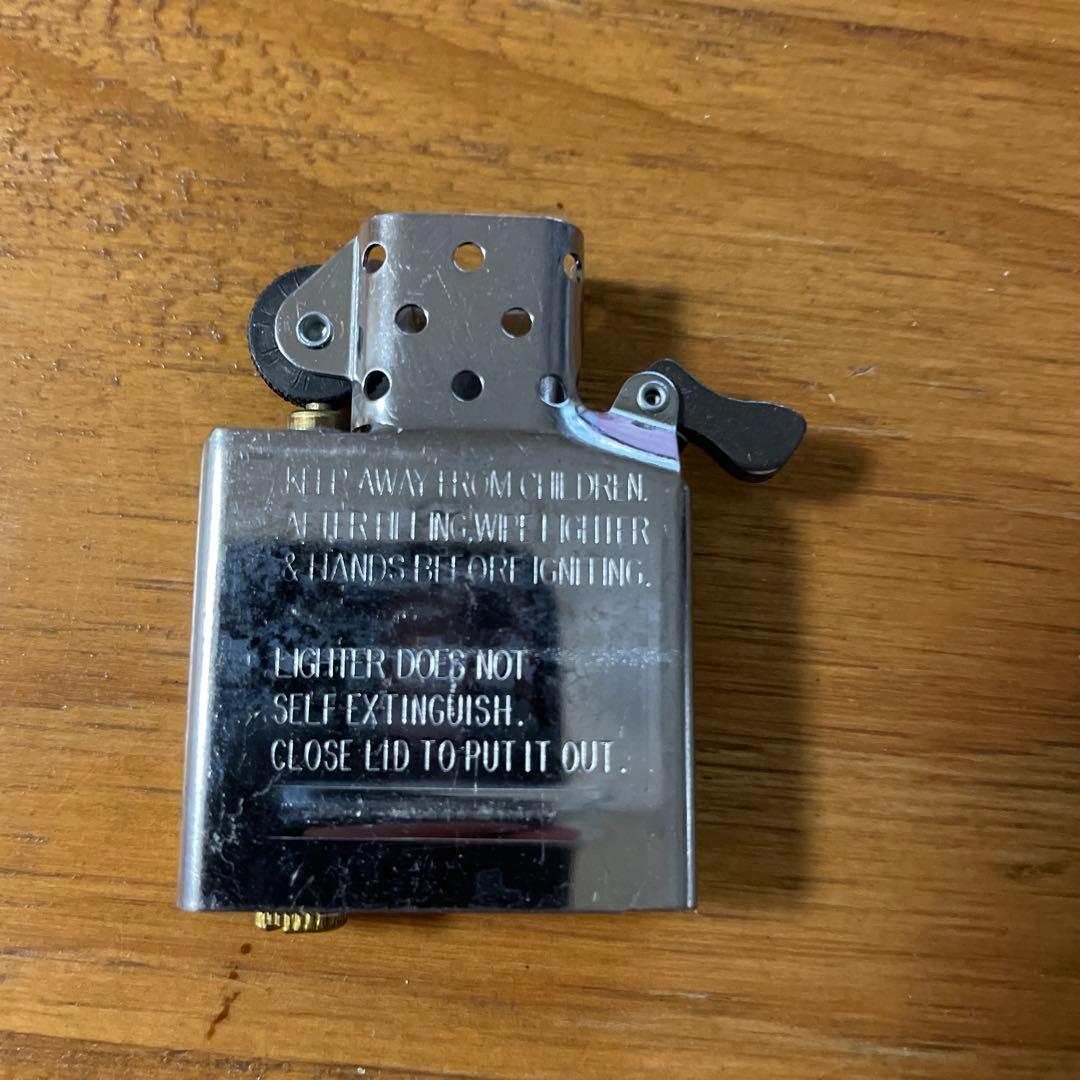 KEEP AWAY FROM CHILDREN.
AFTER FILLING, WIPE LIGHTER
& HANDS BEFORE IGNITING.
LIGHTER DOES NOT
SELF EXTINGUISH.
CLOSE LID TO PUT IT OUT.